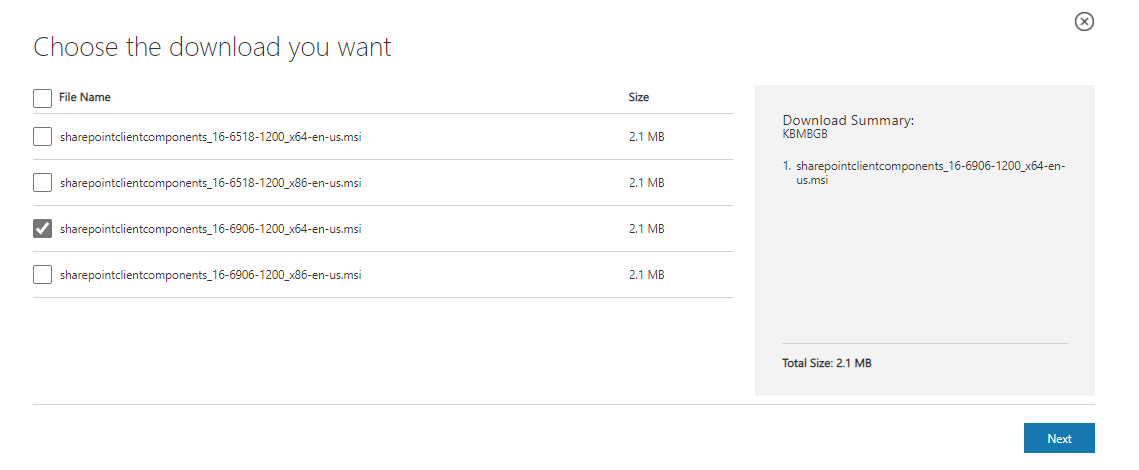 Choose the download you want
File Name Size
sharepointclientcomponents_16-6518-1200_x64-en-us.msi 2.1 MB
sharepointclientcomponents_16-6518-1200_x86-en-us.msi 2.1 MB
sharepointclientcomponents_16-6906-1200_x64-en-us.msi 2.1 MB
sharepointclientcomponents_16-6906-1200_x86-en-us.msi 2.1 MB
Download Summary:
KBMBGB
1. sharepointclientcomponents_16-6906-1200_x64-en-
us.msi
Total Size: 2.1 MB
Next